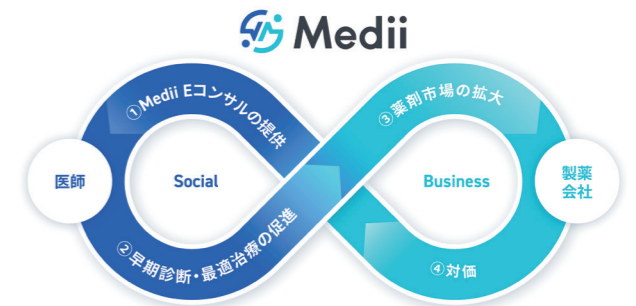 Medii
①Medii Eコンサルの提供
③薬剤市場の拡大
医師
Social
Business
製薬
会社
②早期診断・最適治療の促進
④対価